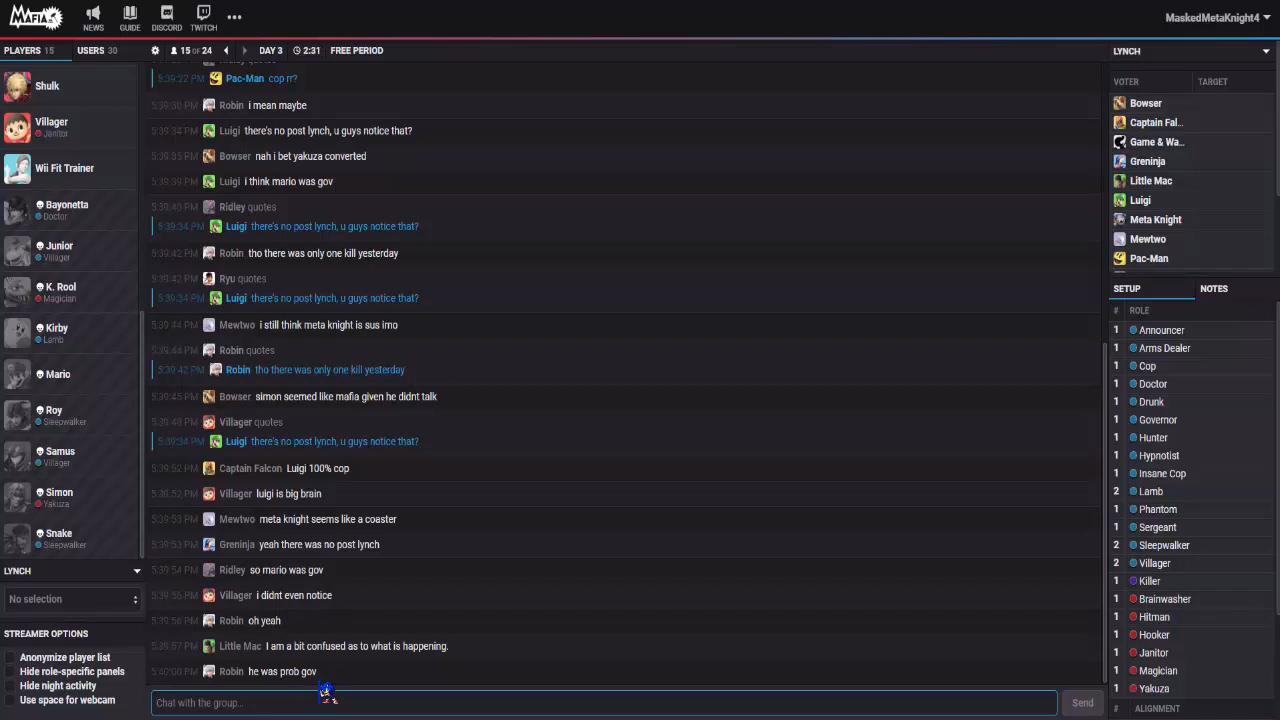 MAFIA
NEWS
GUIDE
DISCORD
TWITCH
MaskedMetaKnight4
PLAYERS 15
USERS 30
15 OF 24
DAY 3
2:31
FREE PERIOD
Shulk
Villager
Janitor
Wii Fit Trainer
Bayonetta
Doctor
Junior
Villager
K. Rool
Magician
Kirby
Lamb
Mario
Roy
Sleepwalker
Samus
Villager
Simon
Yakuza
Snake
Sleepwalker
LYNCH
No selection
STREAMER OPTIONS
Anonymize player list
Hide role-specific panels
Hide night activity
Use space for webcam
5:39:22 PM Pac-Man cop rr?
5:39:30 PM Robin i mean maybe
5:39:34 PM Luigi there's no post lynch, u guys notice that?
5:39:35 PM Bowser nah i bet yakuza converted
5:39:39 PM Luigi i think mario was gov
5:39:40 PM Ridley quotes
5:39:34 PM Luigi there's no post lynch, u guys notice that?
5:39:42 PM Robin tho there was only one kill yesterday
5:39:42 PM Ryu quotes
5:39:34 PM Luigi there's no post lynch, u guys notice that?
5:39:44 PM Mewtwo i still think meta knight is sus imo
5:39:44 PM Robin quotes
5:39:42 PM Robin tho there was only one kill yesterday
5:39:45 PM Bowser simon seemed like mafia given he didnt talk
5:39:48 PM Villager quotes
5:39:34 PM Luigi there's no post lynch, u guys notice that?
5:39:52 PM Captain Falcon Luigi 100% cop
5:39:52 PM Villager luigi is big brain
5:39:53 PM Mewtwo meta knight seems like a coaster
5:39:53 PM Greninja yeah there was no post lynch
5:39:54 PM Ridley so mario was gov
5:39:56 PM Villager i didnt even notice
5:39:56 PM Robin oh yeah
5:39:57 PM Little Mac I am a bit confused as to what is happening.
5:40:00 PM Robin he was prob gov
Chat with the group...
Send
LYNCH
VOTER TARGET
Bowser
Captain Fal...
Game & Wa...
Greninja
Little Mac
Luigi
Meta Knight
Mewtwo
Pac-Man
SETUP
NOTES
# ROLE
1 Announcer
1 Arms Dealer
1 Cop
1 Doctor
1 Drunk
1 Governor
1 Hunter
1 Hypnotist
1 Insane Cop
2 Lamb
1 Phantom
1 Sergeant
2 Sleepwalker
2 Villager
1 Killer
1 Brainwasher
1 Hitman
1 Hooker
1 Janitor
1 Magician
1 Yakuza
# ALIGNMENT